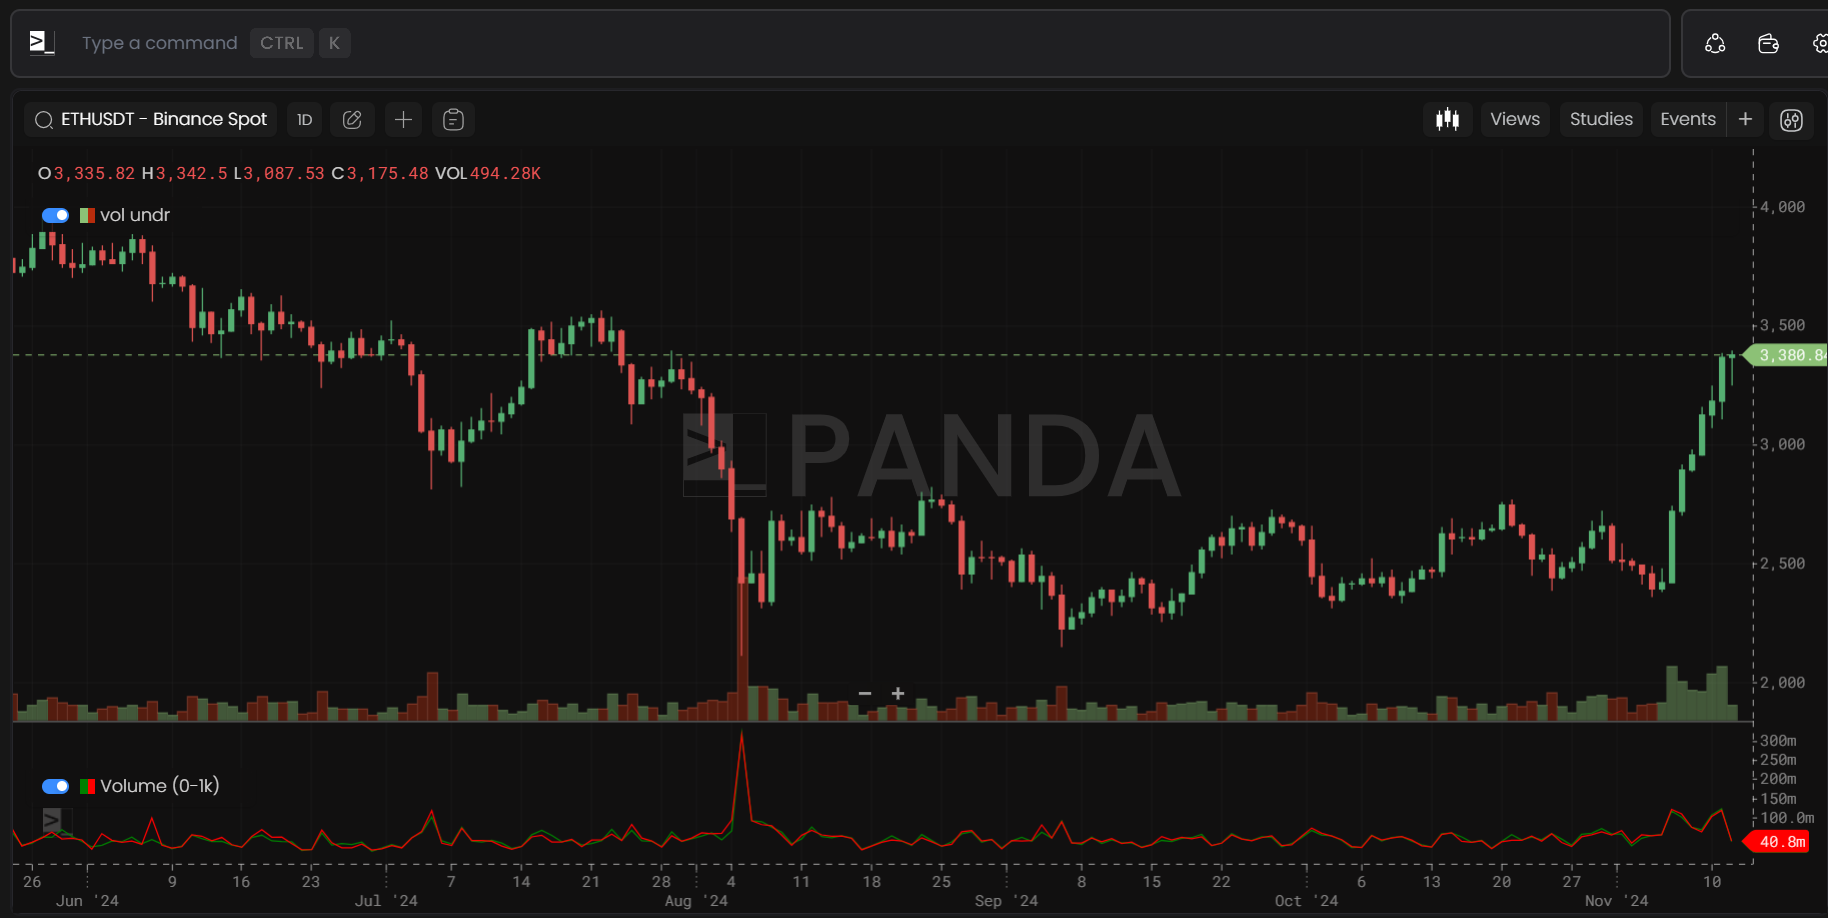 Type a command CTRL K
ETHUSDT - Binance Spot 1D Views Studies Events +
O3,335.82 H3,342.5 L3,087.53 C3,175.48 VOL494.28K
vol undr
4,000
3,500
3,380.84
PANDA
3,000
2,500
2,000
Volume (0-1k)
300m
250m
200m
150m
100.0m
40.8m
26 9 16 23 7 14 21 28 4 11 18 25 8 15 22 6 13 20 27 10
Jun '24 Jul '24 Aug '24 Sep '24 Oct '24 Nov '24